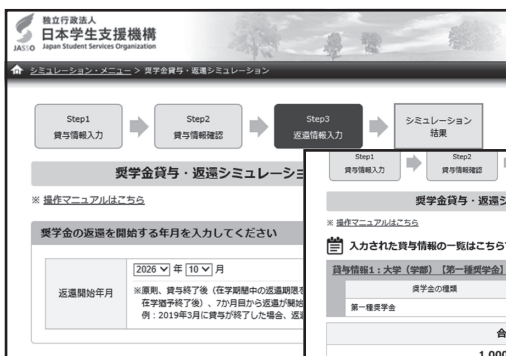 独立行政法人
日本学生支援機構
JASSO Japan Student Services Organization
シミュレーション・メニュー > 奨学金貸与・返還シミュレーション
Step1
貸与情報入力
Step2
貸与情報確認
Step3
返還情報入力
シミュレーション
結果
奨学金貸与・返還シミュレーショ
※ 操作マニュアルはこちら
奨学金の返還を開始する年月を入力してください
返還開始年月
2026 年 10 月
※原則、貸与終了後（在学期間中の返還期限を
在学猶予終了後）、7か月目から返還が開始
例：2019年3月に貸与が終了した場合、返還
Step1
貸与情報入力
Step2
貸与情報確認
奨学金貸与・返還シ
※ 操作マニュアルはこちら
入力された貸与情報の一覧はこちら
貸与情報1：大学（学部）【第一種奨学金】
奨学金の種類
第一種奨学金
合
1,000